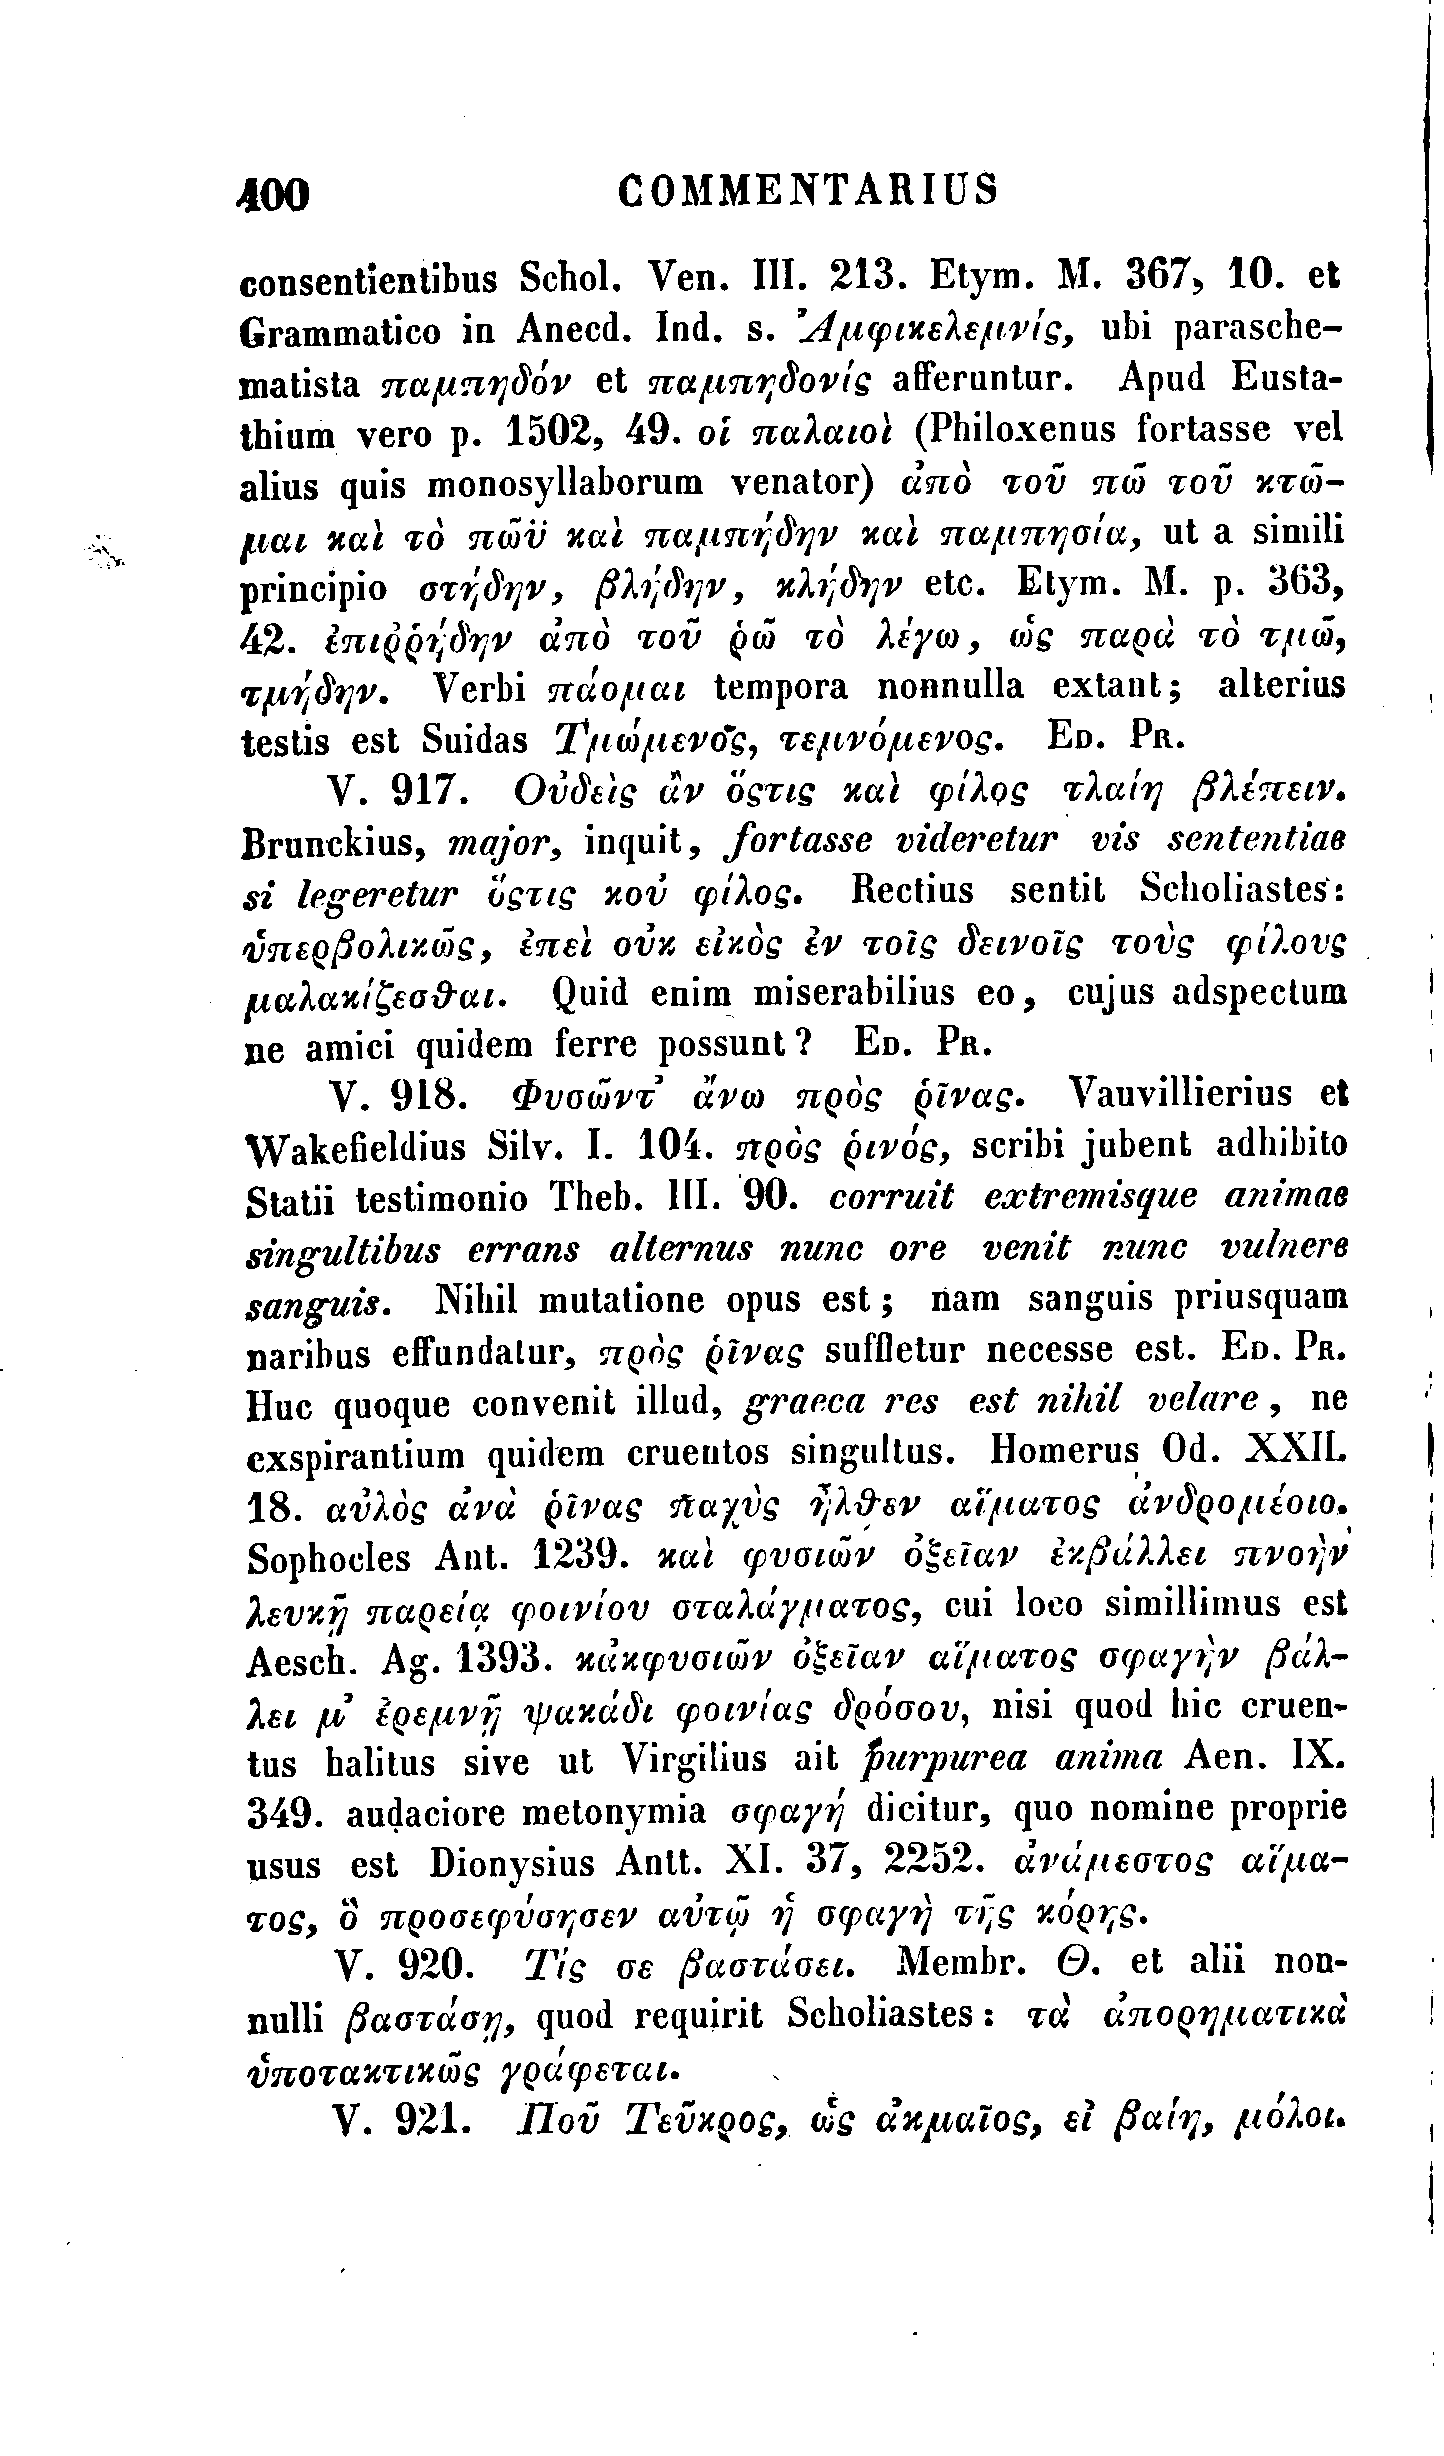 400 COMMENTARIUS
consentientibus Schol. Ven. III. 213. Etym. M. 367, 10. et
Grammatico in Anecd. Ind. s. Ἀμφικελεμνίς, ubi parasche-
matista παμπηδόν et παμπηδονίς afferuntur. Apud Eusta-
thium vero p. 1502, 49. οἱ παλαιοὶ (Philoxenus fortasse vel
alius quis monosyllaborum venator) ἀπὸ τοῦ πῶ τοῦ κτῶ-
μαι καὶ τὸ πῶϋ καὶ παμπήδην καὶ παμπησία, ut a simili
principio στήδην, βλήδην, κλήδην etc. Etym. M. p. 363,
42. ἐπιῤῥήδην ἀπὸ τοῦ ῥῶ τὸ λέγω, ὡς παρὰ τὸ τμῶ,
τμήδην. Verbi πάομαι tempora nonnulla extant; alterius
testis est Suidas Τμώμενος, τεμνόμενος. ED. PR.
V. 917. Οὐδεὶς ἂν ὅςτις καὶ φίλος τλαίη βλέπειν.
Brunckius, major, inquit, fortasse videretur vis sententiae
si legeretur ὅςτις κοὐ φίλος. Rectius sentit Scholiastes:
ὑπερβολικῶς, ἐπεὶ οὐκ εἰκὸς ἐν τοῖς δεινοῖς τοὺς φίλους
μαλακίζεσθαι. Quid enim miserabilius eo, cujus adspectum
ne amici quidem ferre possunt? ED. PR.
V. 918. Φυσῶντ᾽ ἄνω πρὸς ῥῖνας. Vauvillierius et
Wakefieldius Silv. I. 104. πρὸς ῥινός, scribi jubent adhibito
Statii testimonio Theb. III. 90. corruit extremisque animae
singultibus errans alternus nunc ore venit nunc vulnere
sanguis. Nihil mutatione opus est; nam sanguis priusquam
naribus effundatur, πρὸς ῥῖνας suffletur necesse est. ED. PR.
Huc quoque convenit illud, graeca res est nihil velare, ne
exspirantium quidem cruentos singultus. Homerus Od. XXII.
18. αὐλὸς ἀνὰ ῥῖνας παχὺς ἦλθεν αἵματος ἀνδρομέοιο.
Sophocles Ant. 1239. καὶ φυσιῶν ὀξεῖαν ἐκβάλλει πνοὴν
λευκῇ παρείᾳ φοινίου σταλάγματος, cui loco simillimus est
Aesch. Ag. 1393. κἀκφυσιῶν ὀξεῖαν αἵματος σφαγὴν βάλ-
λει μ᾽ ἐρεμνῇ ψακάδι φοινίας δρόσου, nisi quod hic cruen-
tus halitus sive ut Virgilius ait purpurea anima Aen. IX.
349. audaciore metonymia σφαγή dicitur, quo nomine proprie
usus est Dionysius Antt. XI. 37, 2252. ἀνάμεστος αἵμα-
τος, ὃ προσεφύσησεν αὐτῷ ἡ σφαγὴ τῆς κόρης.
V. 920. Τίς σε βαστάσει. Membr. Θ. et alii non-
nulli βαστάσῃ, quod requirit Scholiastes: τὰ ἀπορηματικὰ
ὑποτακτικῶς γράφεται.
V. 921. Ποῦ Τεῦκρος, ὡς ἀκμαῖος, εἰ βαίη, μόλοι.